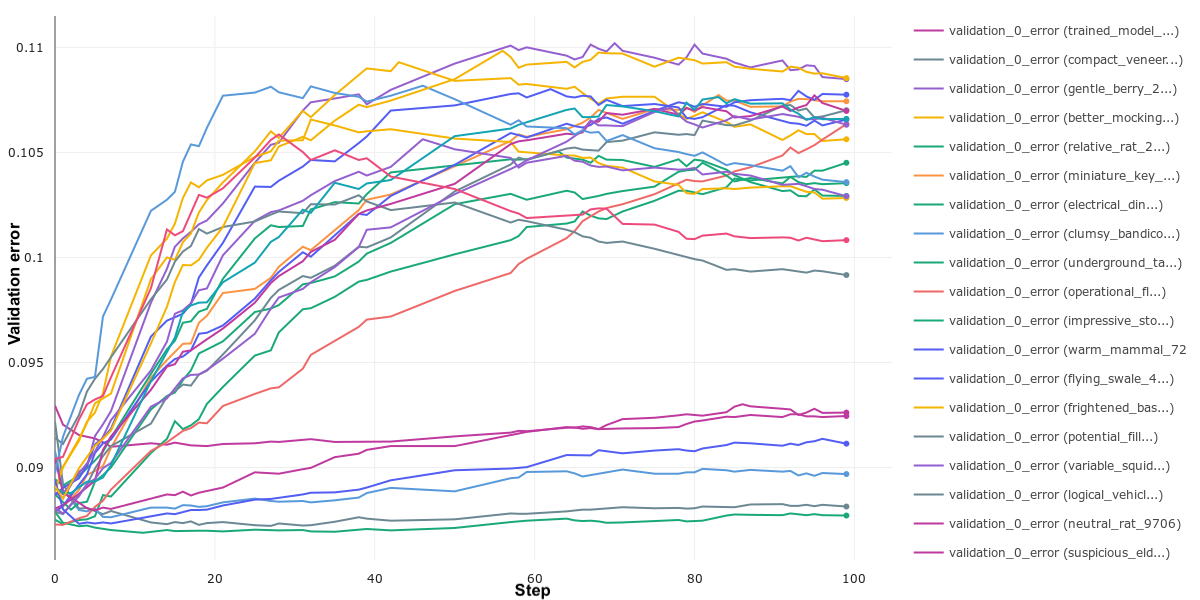 0.11
0.105
0.1
0.095
0.09
Validation error
0
20
40
60
80
100
Step
validation_0_error (trained_model_...)
validation_0_error (compact_veneer...)
validation_0_error (gentle_berry_2...)
validation_0_error (better_mocking...)
validation_0_error (relative_rat_2...)
validation_0_error (miniature_key_...)
validation_0_error (electrical_din...)
validation_0_error (clumsy_bandico...)
validation_0_error (underground_ta...)
validation_0_error (operational_fl...)
validation_0_error (impressive_sto...)
validation_0_error (warm_mammal_72
validation_0_error (flying_swale_4...)
validation_0_error (frightened_bas...)
validation_0_error (potential_fill...)
validation_0_error (variable_squid...)
validation_0_error (logical_vehicl...)
validation_0_error (neutral_rat_9706)
validation_0_error (suspicious_eld...)